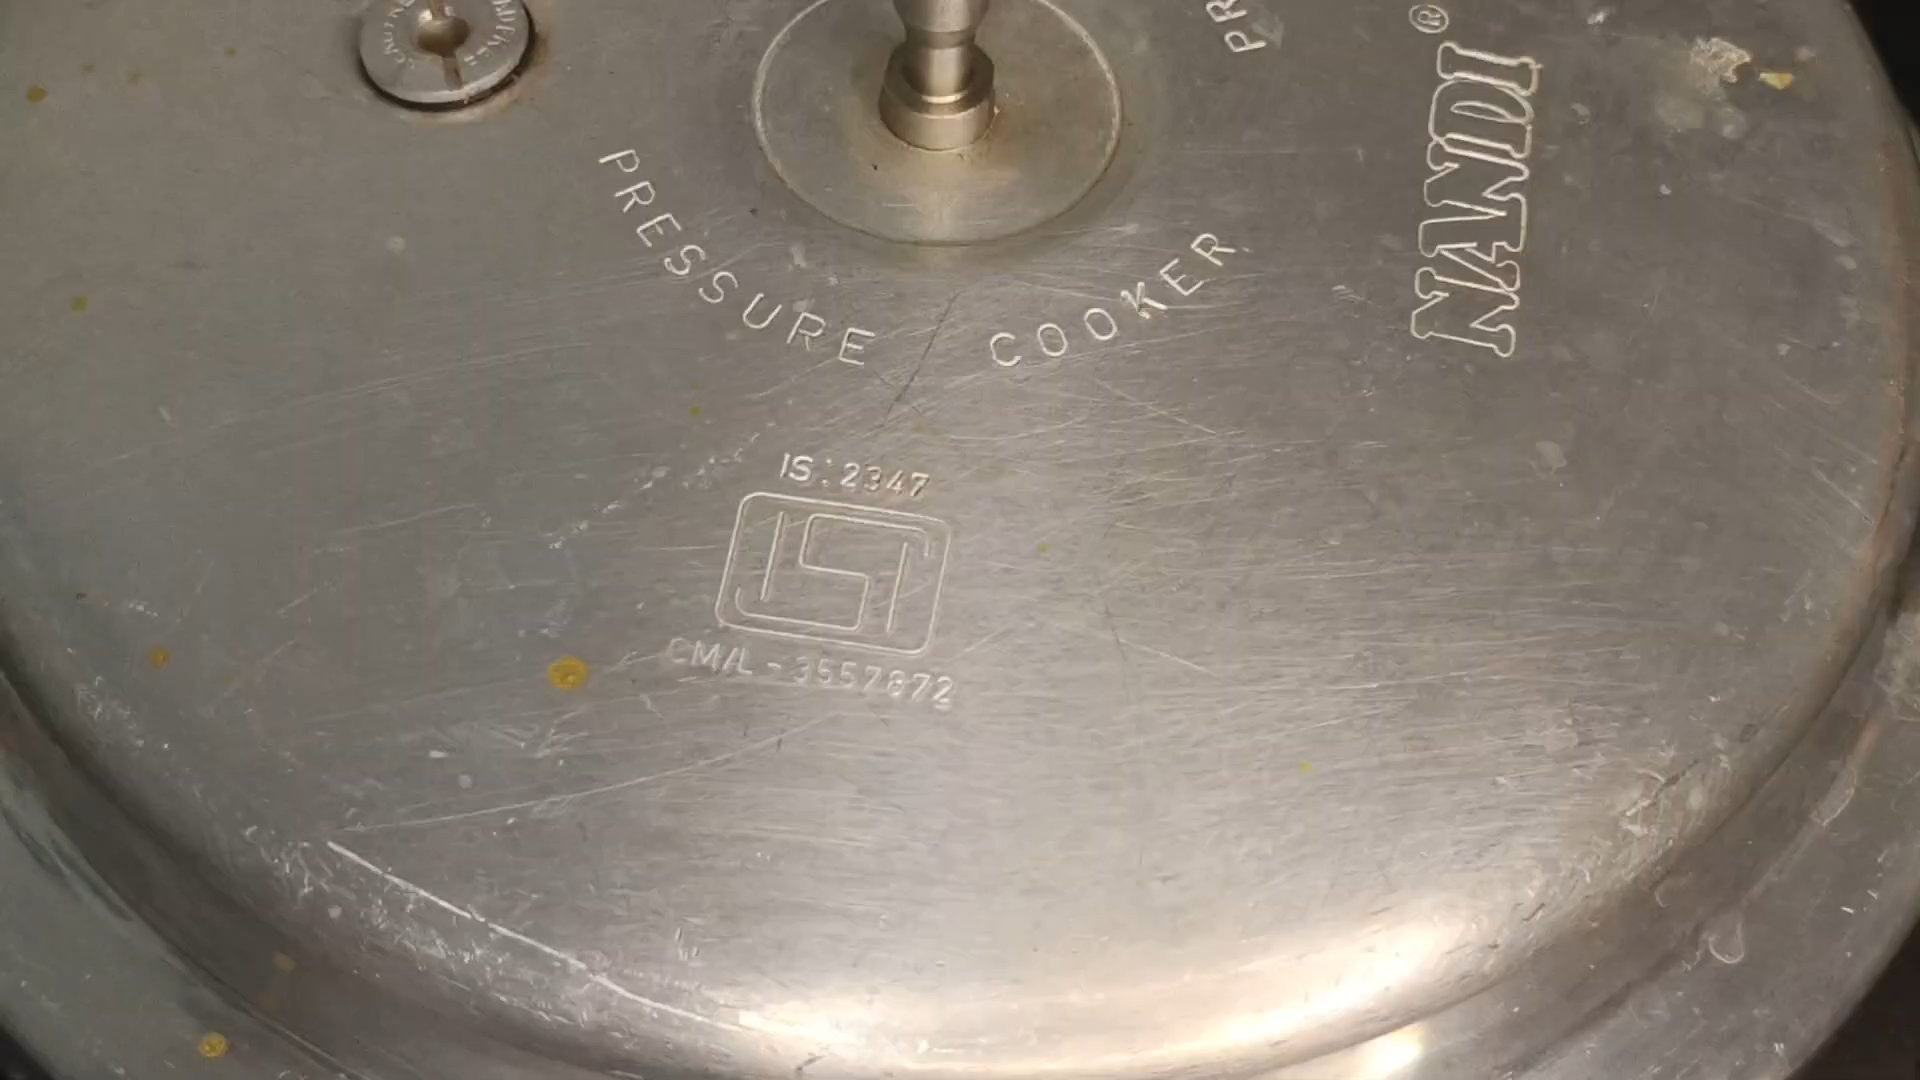 PRESSURE COOKER
NANDI®
IS : 2347
ISI
CM/L - 3557872